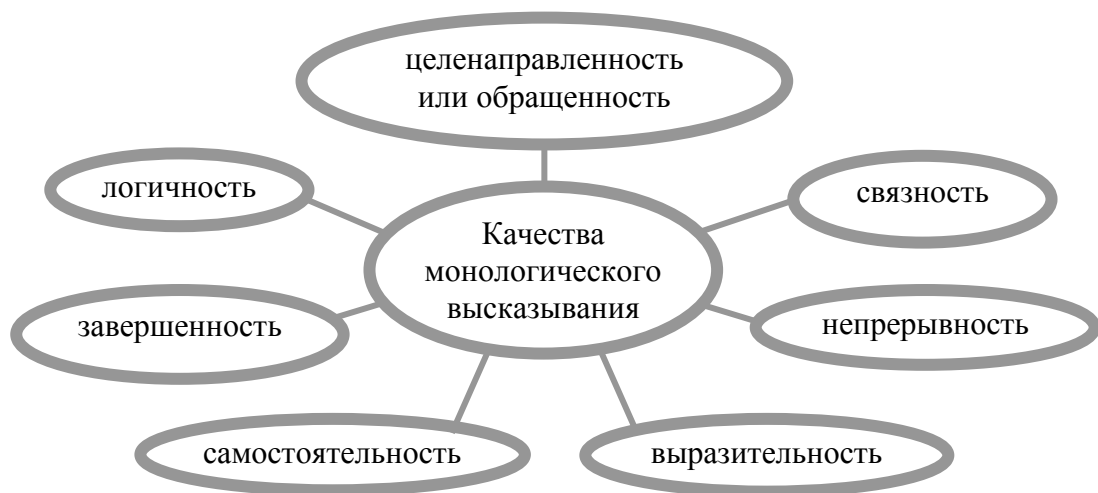 целенаправленность
или обращенность
логичность
связность
Качества
монологического
высказывания
завершенность
непрерывность
самостоятельность
выразительность